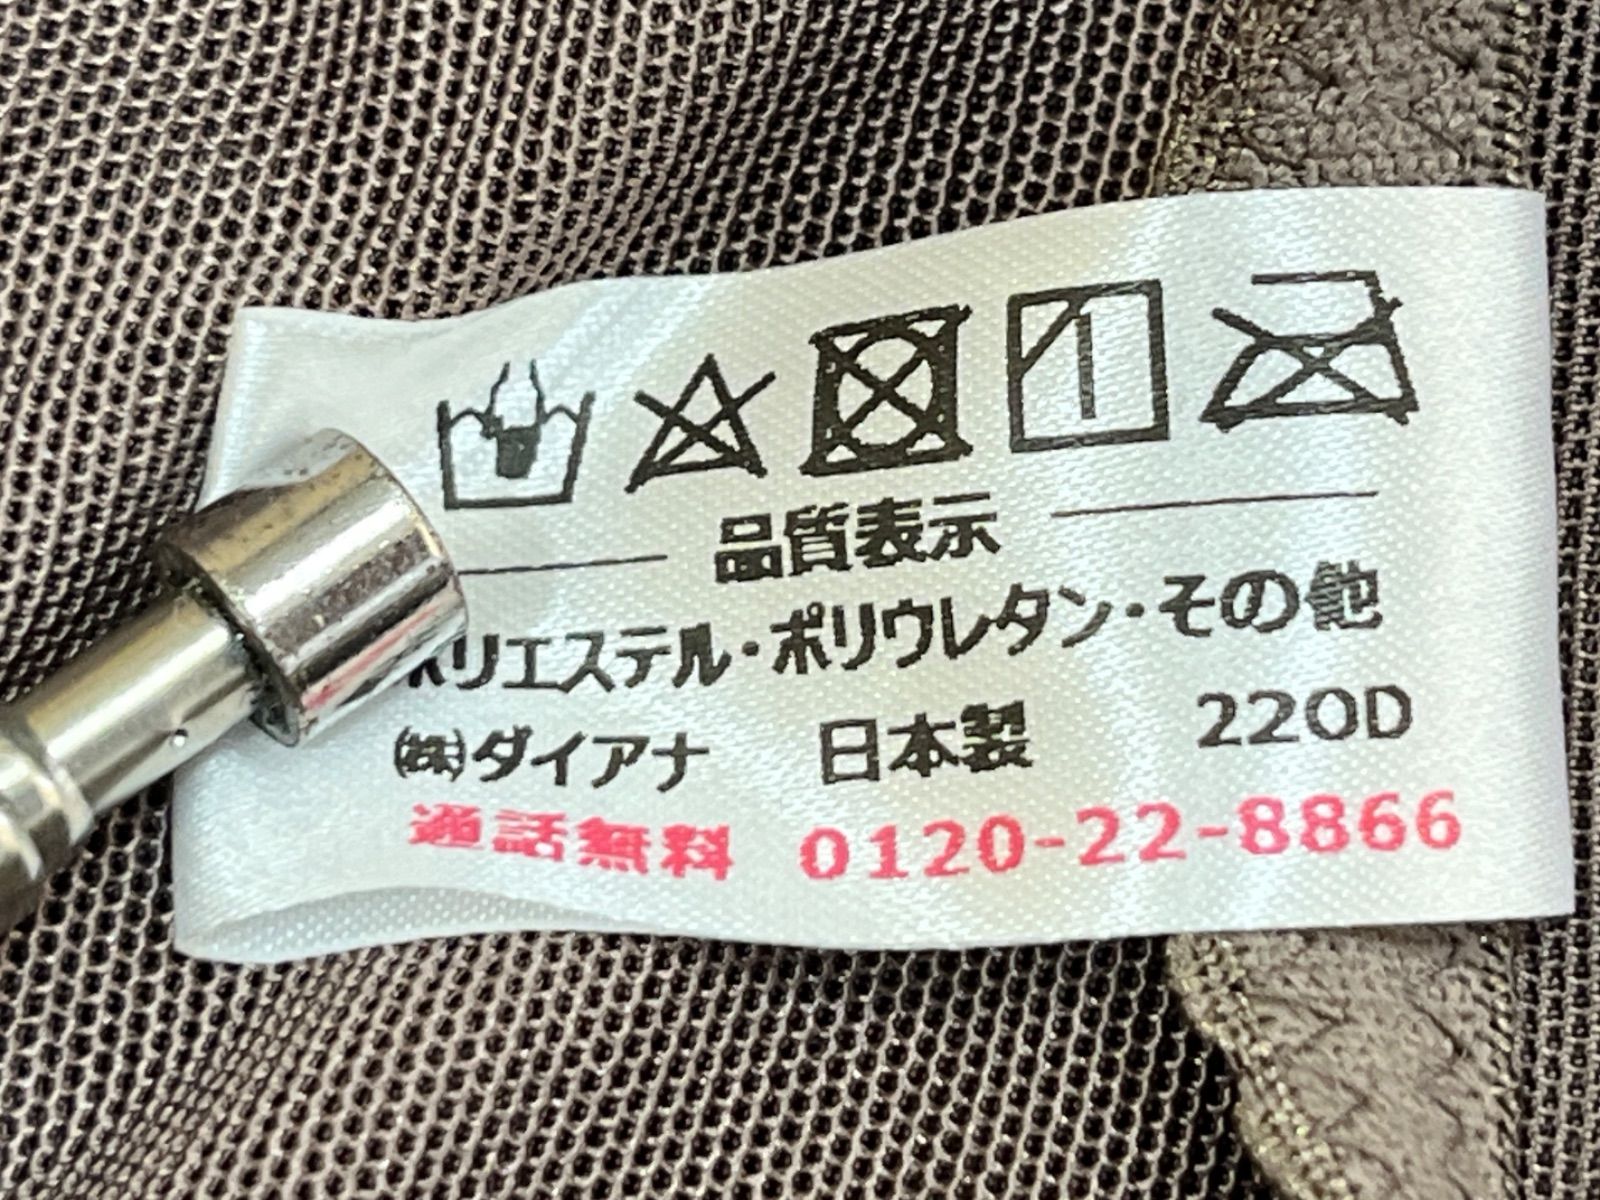 品質表示
ポリエステル・ポリウレタン・その他
㈱ダイアナ 日本製 220D
通話無料 0120-22-8866